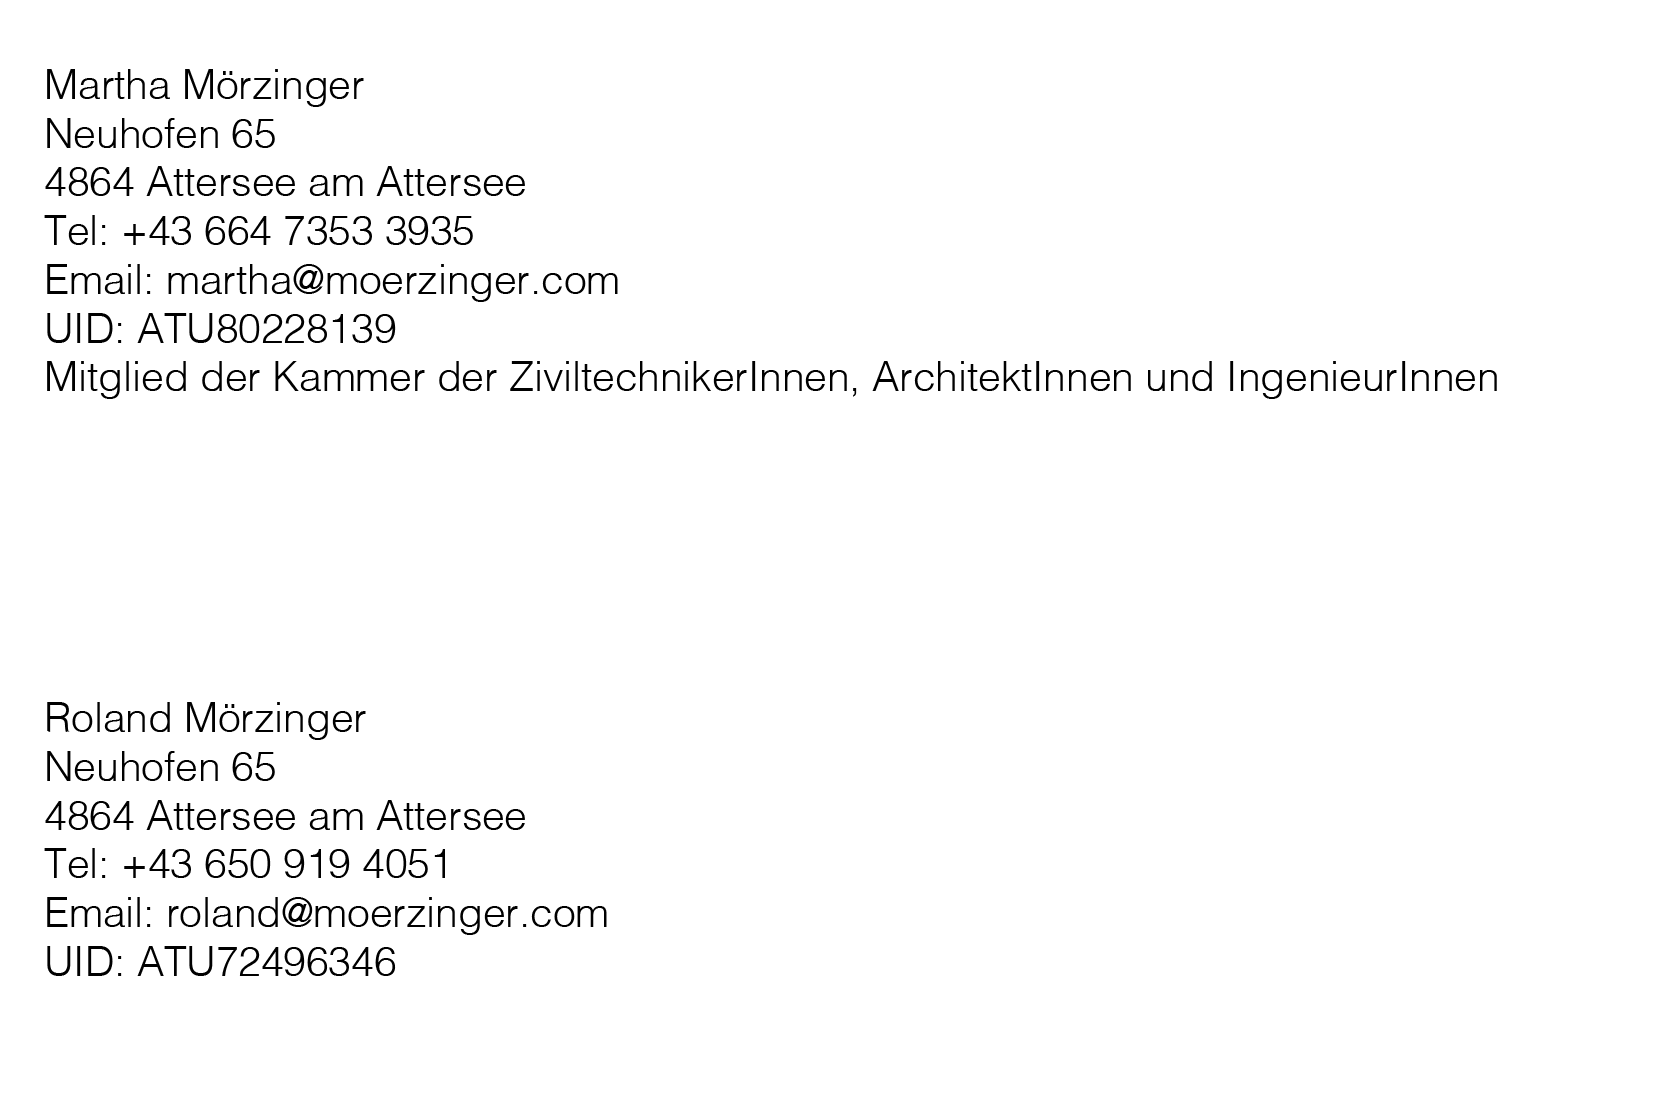 Martha Mörzinger
Neuhofen 65
4864 Attersee am Attersee
Tel: +43 664 7353 3935
Email: martha@moerzinger.com
UID: ATU80228139
Mitglied der Kammer der ZiviltechnikerInnen, ArchitektInnen und IngenieurInnen
Roland Mörzinger
Neuhofen 65
4864 Attersee am Attersee
Tel: +43 650 919 4051
Email: roland@moerzinger.com
UID: ATU72496346